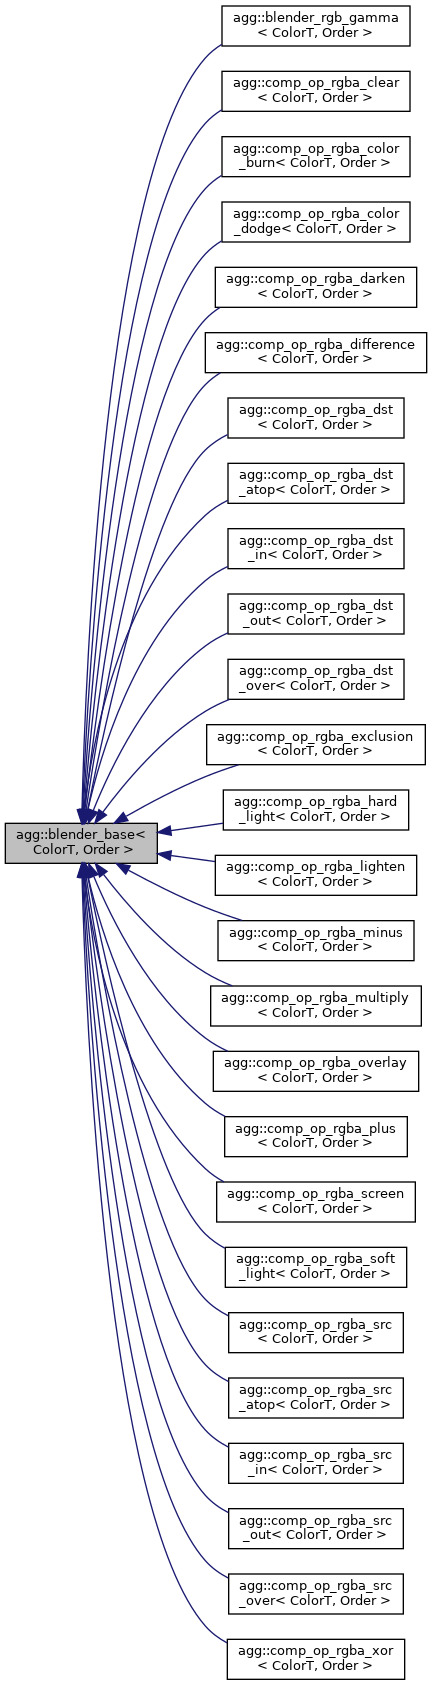 agg::blender_rgb_gamma
< ColorT, Order >
agg::comp_op_rgba_clear
< ColorT, Order >
agg::comp_op_rgba_color
_burn< ColorT, Order >
agg::comp_op_rgba_color
_dodge< ColorT, Order >
agg::comp_op_rgba_darken
< ColorT, Order >
agg::comp_op_rgba_difference
< ColorT, Order >
agg::comp_op_rgba_dst
< ColorT, Order >
agg::comp_op_rgba_dst
_atop< ColorT, Order >
agg::comp_op_rgba_dst
_in< ColorT, Order >
agg::comp_op_rgba_dst
_out< ColorT, Order >
agg::comp_op_rgba_dst
_over< ColorT, Order >
agg::comp_op_rgba_exclusion
< ColorT, Order >
agg::comp_op_rgba_hard
_light< ColorT, Order >
agg::blender_base<
ColorT, Order >
agg::comp_op_rgba_lighten
< ColorT, Order >
agg::comp_op_rgba_minus
< ColorT, Order >
agg::comp_op_rgba_multiply
< ColorT, Order >
agg::comp_op_rgba_overlay
< ColorT, Order >
agg::comp_op_rgba_plus
< ColorT, Order >
agg::comp_op_rgba_screen
< ColorT, Order >
agg::comp_op_rgba_soft
_light< ColorT, Order >
agg::comp_op_rgba_src
< ColorT, Order >
agg::comp_op_rgba_src
_atop< ColorT, Order >
agg::comp_op_rgba_src
_in< ColorT, Order >
agg::comp_op_rgba_src
_out< ColorT, Order >
agg::comp_op_rgba_src
_over< ColorT, Order >
agg::comp_op_rgba_xor
< ColorT, Order >